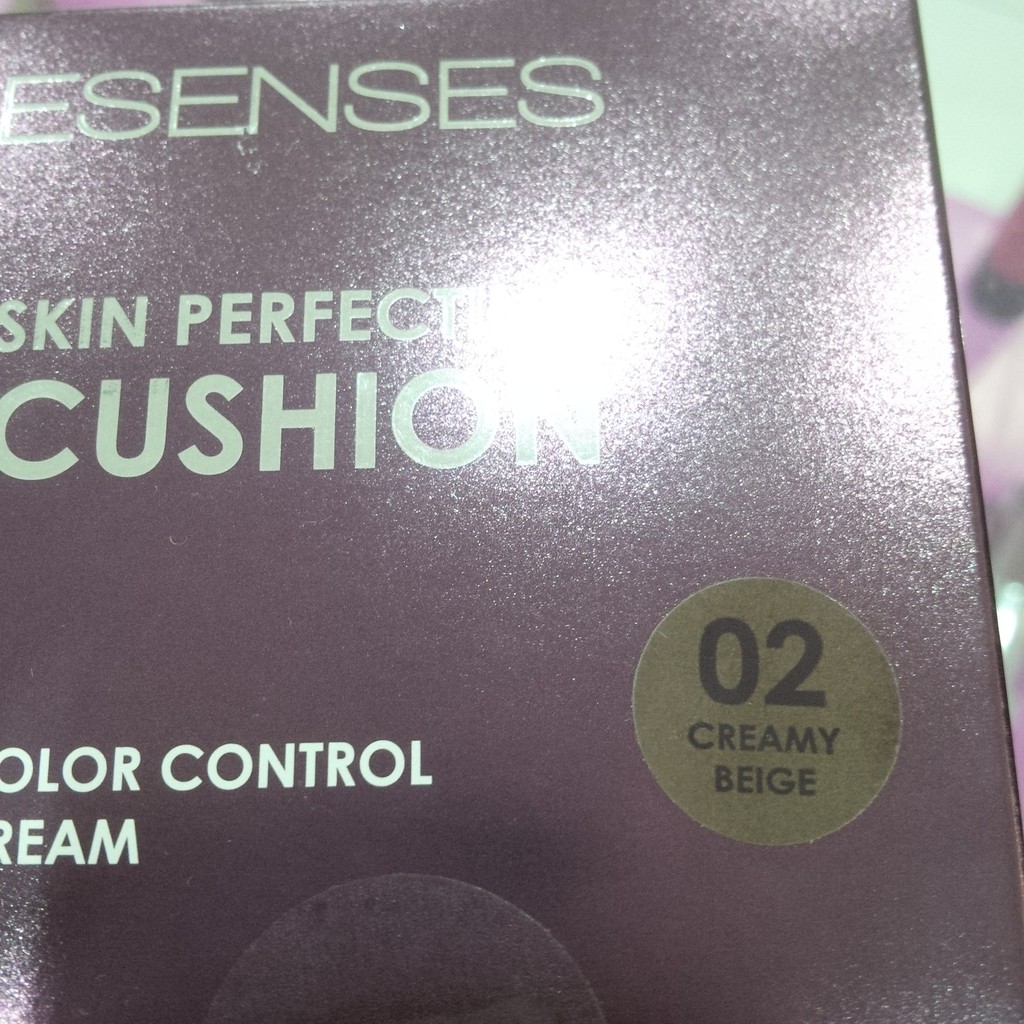 ESENSES
SKIN PERFECT
CUSHION
02
CREAMY
BEIGE
OLOR CONTROL
REAM